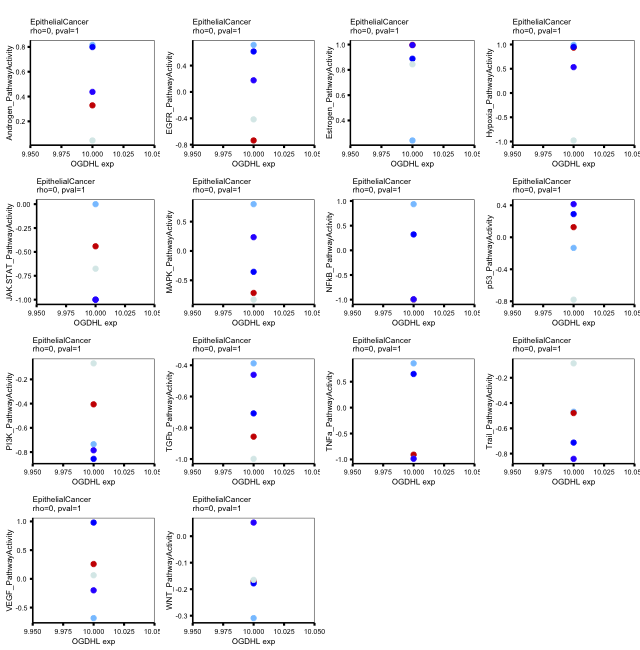 EpithelialCancer
rho=0, pval=1
Androgen_PathwayActivity
0.8
0.6
0.4
0.2
9.950
9.975
10.000
10.025
10.05
OGDHL exp
EpithelialCancer
rho=0, pval=1
EGFR_PathwayActivity
0.4
0.0
-0.4
-0.8
9.950
9.975
10.000
10.025
10.05
OGDHL exp
EpithelialCancer
rho=0, pval=1
Estrogen_PathwayActivity
1.0
0.8
0.6
0.4
9.950
9.975
10.000
10.025
10.05
OGDHL exp
EpithelialCancer
rho=0, pval=1
Hypoxia_PathwayActivity
1.0
0.5
0.0
-0.5
-1.0
9.950
9.975
10.000
10.025
10.05
OGDHL exp
EpithelialCancer
rho=0, pval=1
JAK.STAT_PathwayActivity
0.00
-0.25
-0.50
-0.75
-1.00
9.950
9.975
10.000
10.025
10.05
OGDHL exp
EpithelialCancer
rho=0, pval=1
MAPK_PathwayActivity
0.5
0.0
-0.5
9.950
9.975
10.000
10.025
10.05
OGDHL exp
EpithelialCancer
rho=0, pval=1
NFkB_PathwayActivity
1.0
0.5
0.0
-0.5
-1.0
9.950
9.975
10.000
10.025
10.05
OGDHL exp
EpithelialCancer
rho=0, pval=1
p53_PathwayActivity
0.4
0.0
-0.4
-0.8
9.950
9.975
10.000
10.025
10.05
OGDHL exp
EpithelialCancer
rho=0, pval=1
PI3K_PathwayActivity
-0.2
-0.4
-0.6
-0.8
9.950
9.975
10.000
10.025
10.05
OGDHL exp
EpithelialCancer
rho=0, pval=1
TGFb_PathwayActivity
-0.4
-0.6
-0.8
-1.0
9.950
9.975
10.000
10.025
10.05
OGDHL exp
EpithelialCancer
rho=0, pval=1
TNFa_PathwayActivity
0.5
0.0
-0.5
-1.0
9.950
9.975
10.000
10.025
10.05
OGDHL exp
EpithelialCancer
rho=0, pval=1
Trail_PathwayActivity
-0.2
-0.4
-0.6
-0.8
9.950
9.975
10.000
10.025
10.05
OGDHL exp
EpithelialCancer
rho=0, pval=1
VEGF_PathwayActivity
1.0
0.5
0.0
-0.5
9.950
9.975
10.000
10.025
10.05
OGDHL exp
EpithelialCancer
rho=0, pval=1
WNT_PathwayActivity
0.0
-0.1
-0.2
-0.3
9.950
9.975
10.000
10.025
10.050
OGDHL exp